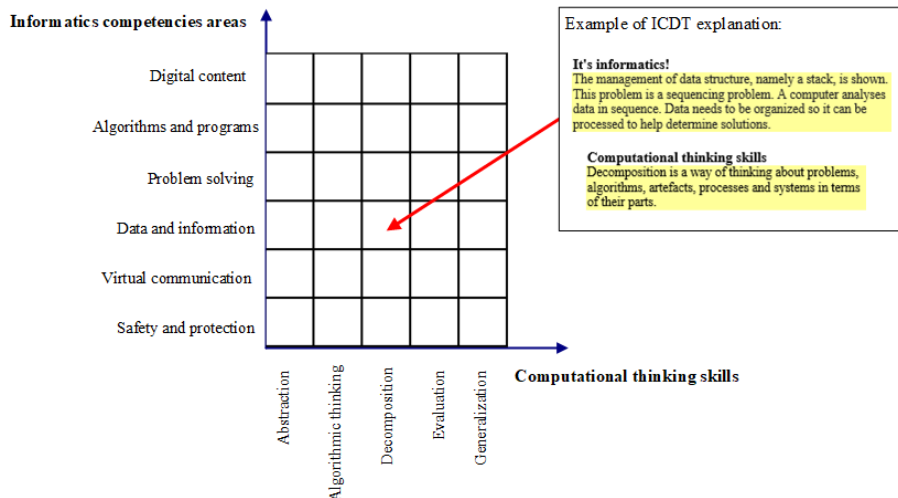 Informatics competencies areas
Digital content
Algorithms and programs
Problem solving
Data and information
Virtual communication
Safety and protection
Abstraction
Algorithmic thinking
Decomposition
Evaluation
Generalization
Computational thinking skills
Example of ICDT explanation:
It's informatics!
The management of data structure, namely a stack, is shown.
This problem is a sequencing problem. A computer analyses
data in sequence. Data needs to be organized so it can be
processed to help determine solutions.
Computational thinking skills
Decomposition is a way of thinking about problems,
algorithms, artefacts, processes and systems in terms
of their parts.